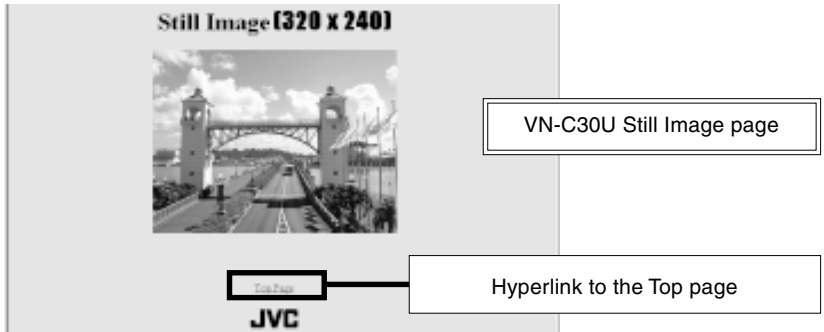 Still Image (320 x 240)
VN-C30U Still Image page
Top Page
Hyperlink to the Top page
JVC